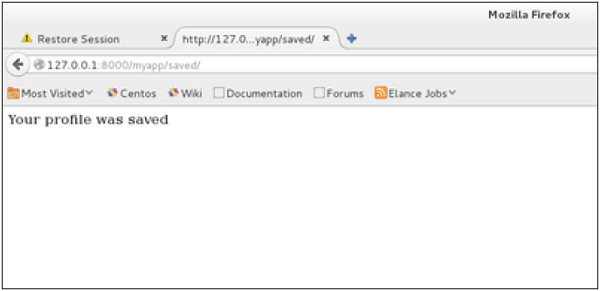 Mozilla Firefox
Restore Session × http://127.0...yapp/saved/ ×
127.0.0.1:8000/myapp/saved/
Most Visited Centos Wiki Documentation Forums Elance Jobs
Your profile was saved